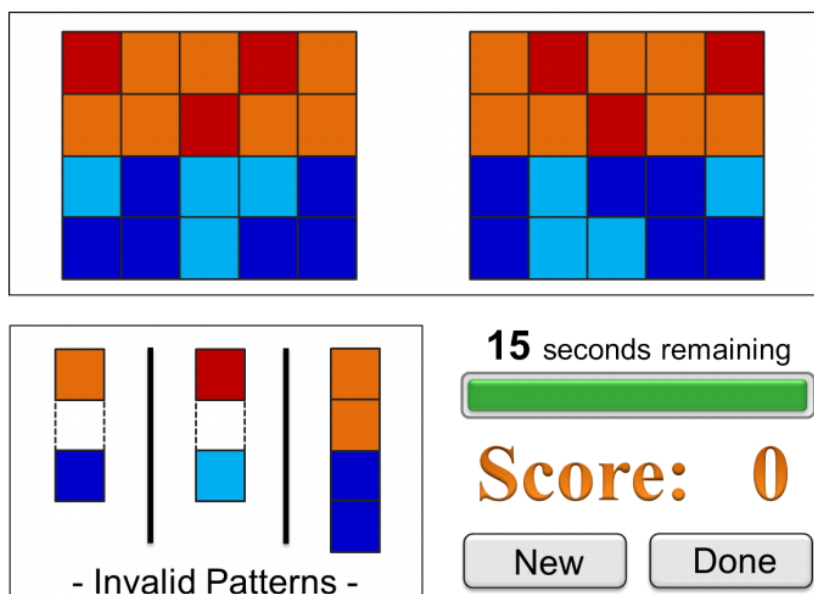 15 seconds remaining
Score: 0
New Done
- Invalid Patterns -